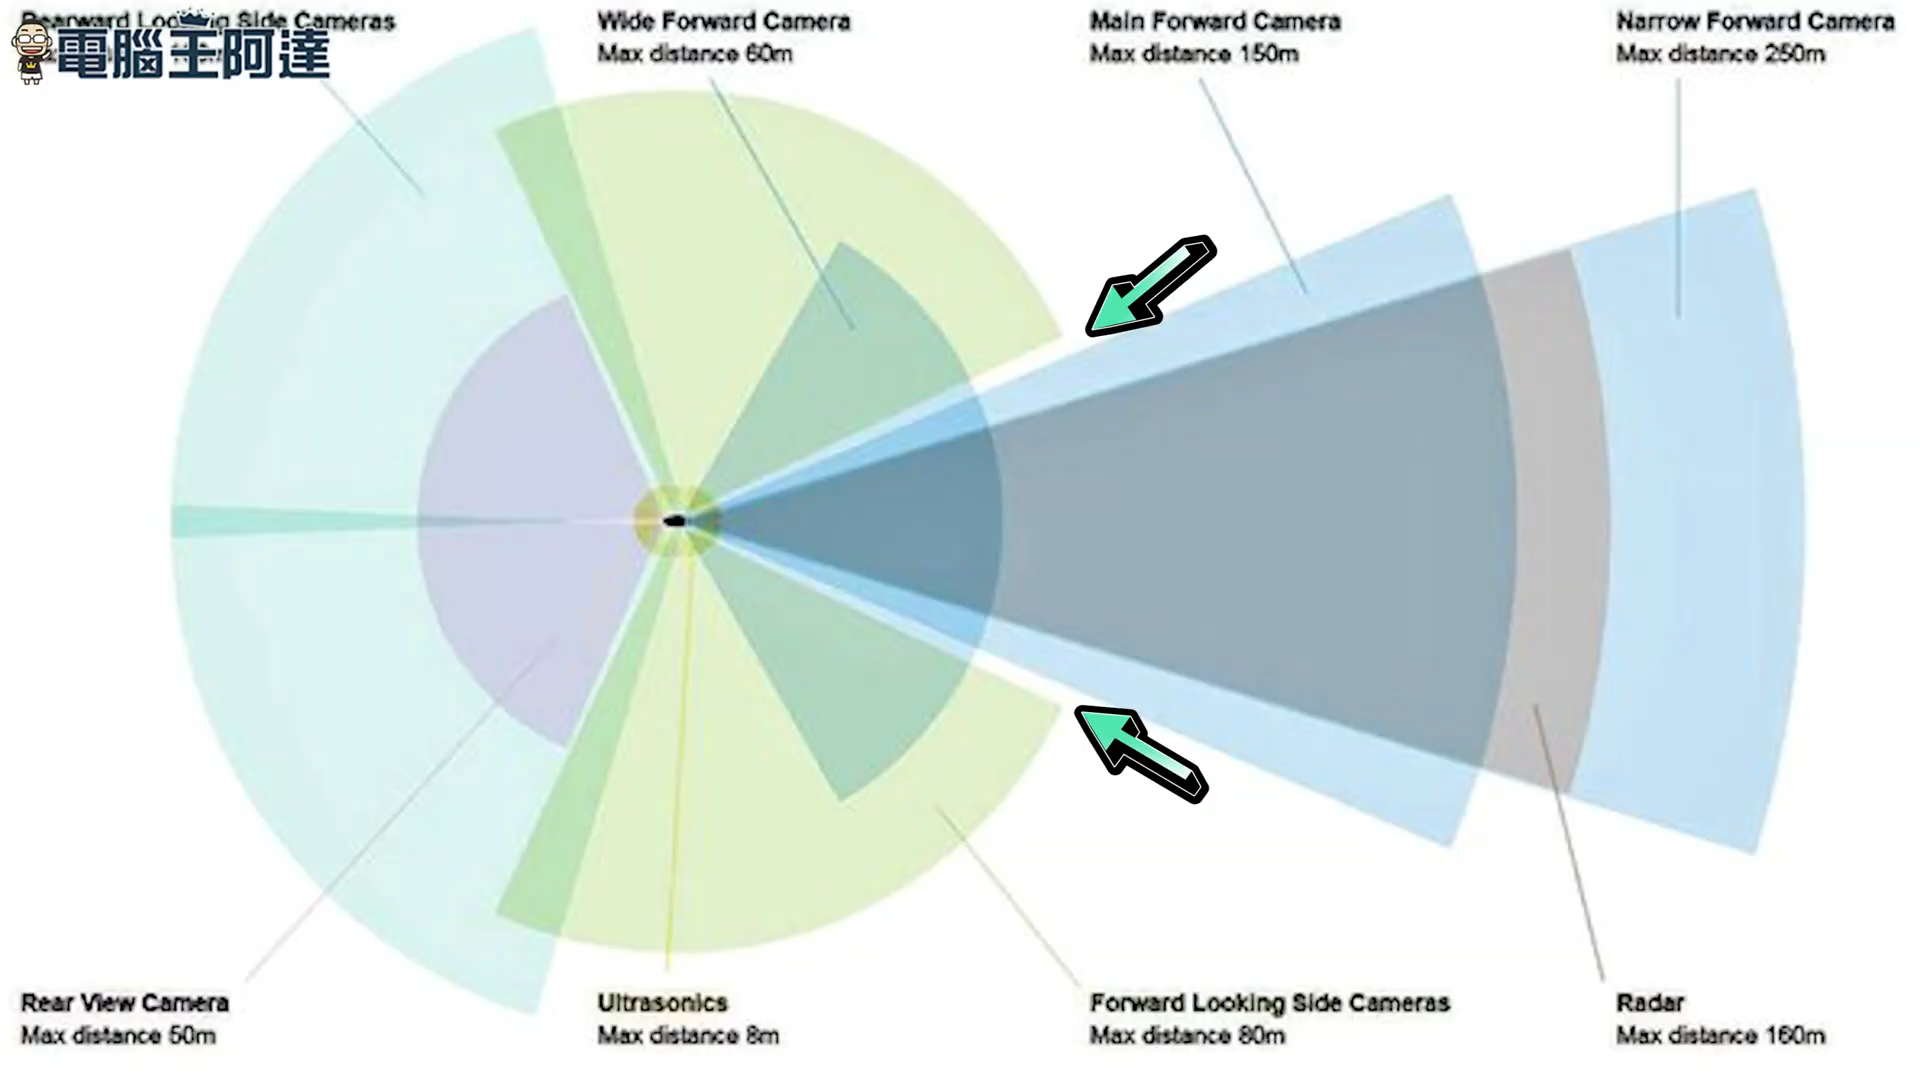 Rearward Looking Side Cameras
電腦王阿達
Wide Forward Camera
Max distance 60m
Main Forward Camera
Max distance 150m
Narrow Forward Camera
Max distance 250m
Rear View Camera
Max distance 50m
Ultrasonics
Max distance 8m
Forward Looking Side Cameras
Max distance 80m
Radar
Max distance 160m